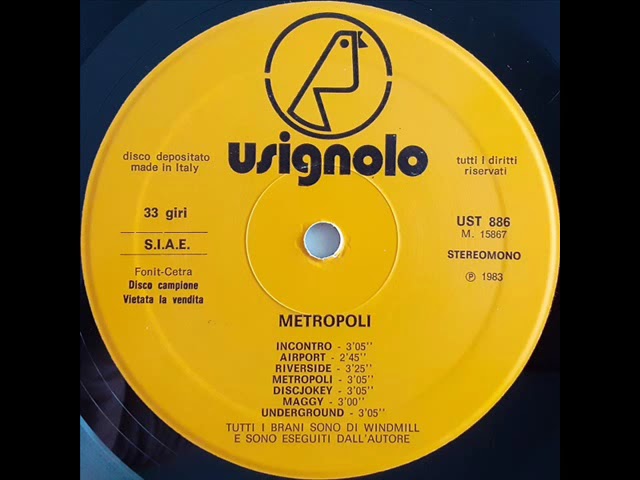 usignolo
disco depositato
made in Italy
tutti I diritti
riservati
33 giri
S.I.A.E.
UST 886
M. 15867
STEREOMONO
℗ 1983
Fonit-Cetra
Disco campione
Vietata la vendita
METROPOLI
INCONTRO - 3'05''
AIRPORT - 2'45''
RIVERSIDE - 3'25''
METROPOLI - 3'05''
DISCJOKEY - 3'05''
MAGGY - 3'00''
UNDERGROUND - 3'05''
TUTTI I BRANI SONO DI WINDMILL
E SONO ESEGUITI DALL'AUTORE